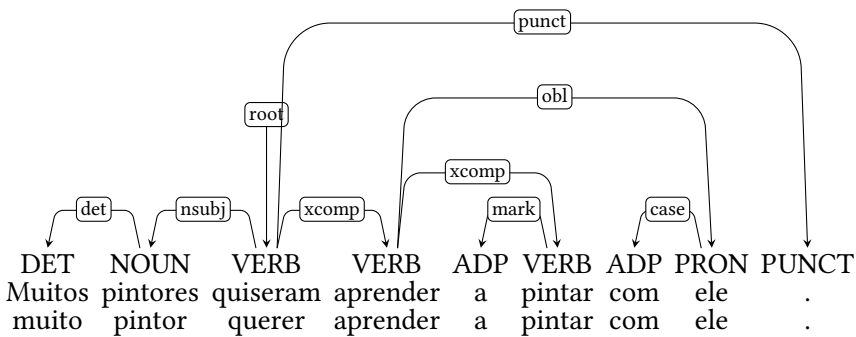 punct
obl
root
xcomp
det nsubj xcomp mark case
DET NOUN VERB VERB ADP VERB ADP PRON PUNCT
Muitos pintores quiseram aprender a pintar com ele .
muito pintor querer aprender a pintar com ele .